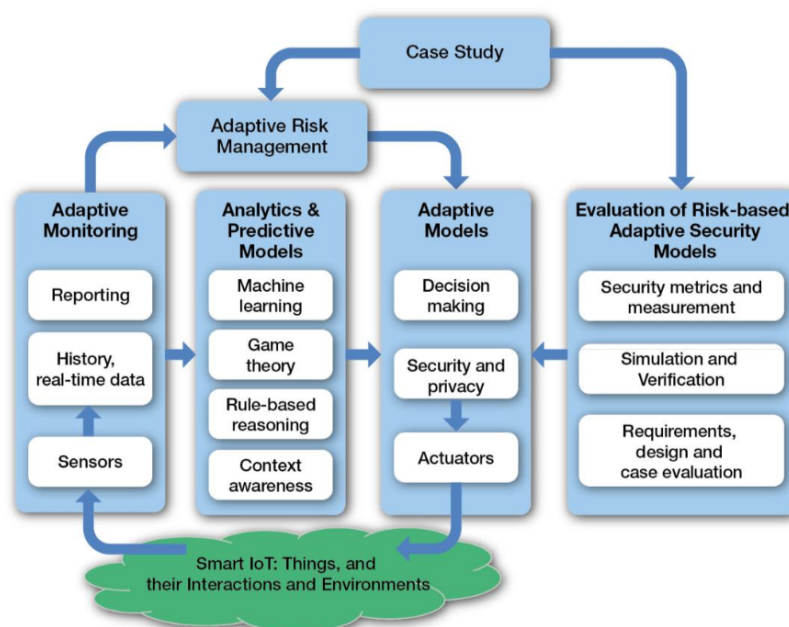 Case Study
Adaptive Risk
Management
Adaptive
Monitoring
Reporting
History,
real-time data
Sensors
Analytics &
Predictive Models
Machine
learning
Game
theory
Rule-based
reasoning
Context
awareness
Adaptive
Models
Decision
making
Security and
privacy
Actuators
Evaluation of Risk-based
Adaptive Security
Models
Security metrics and
measurement
Simulation and
Verification
Requirements,
design and
case evaluation
Smart IoT: Things, and
their Interactions and Environments